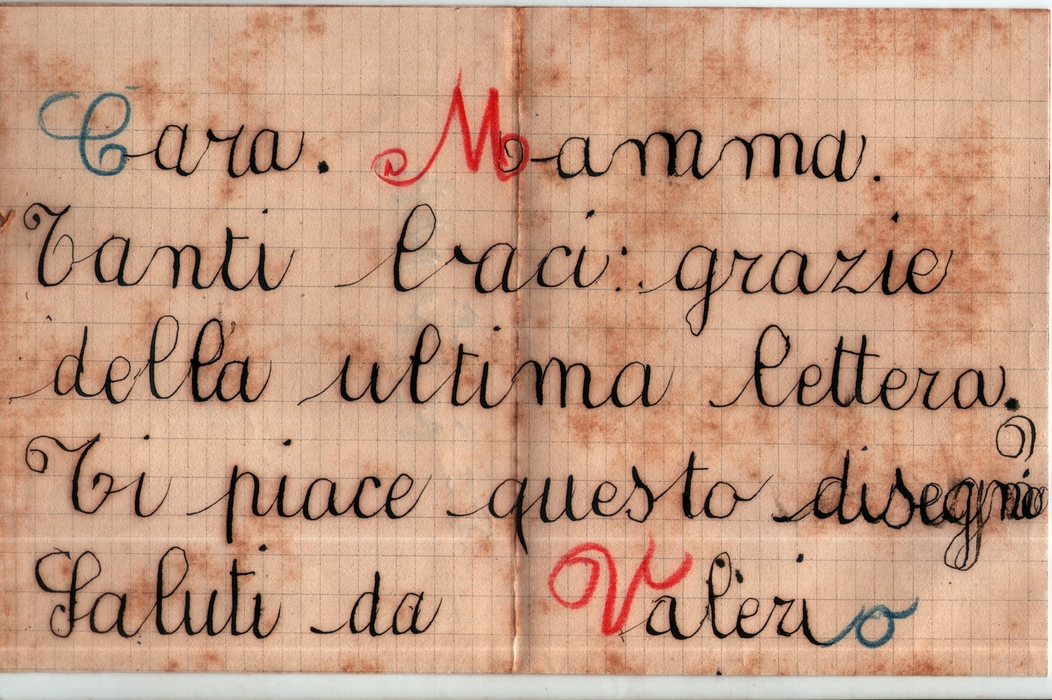 Cara. Mamma.
Tanti baci: grazie
della ultima lettera.
Ti piace questo disegnio?
Saluti da Valerio